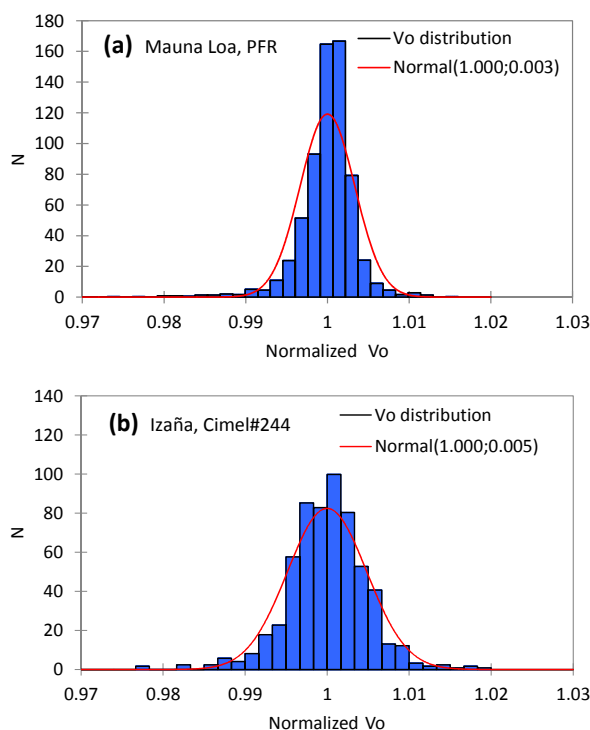 180
160
140
120
100
80
60
40
20
0
N
(a) Mauna Loa, PFR
Vo distribution
Normal(1.000;0.003)
0.97 0.98 0.99 1 1.01 1.02 1.03
Normalized Vo
140
120
100
80
60
40
20
0
N
(b) Izaña, Cimel#244
Vo distribution
Normal(1.000;0.005)
0.97 0.98 0.99 1 1.01 1.02 1.03
Normalized Vo